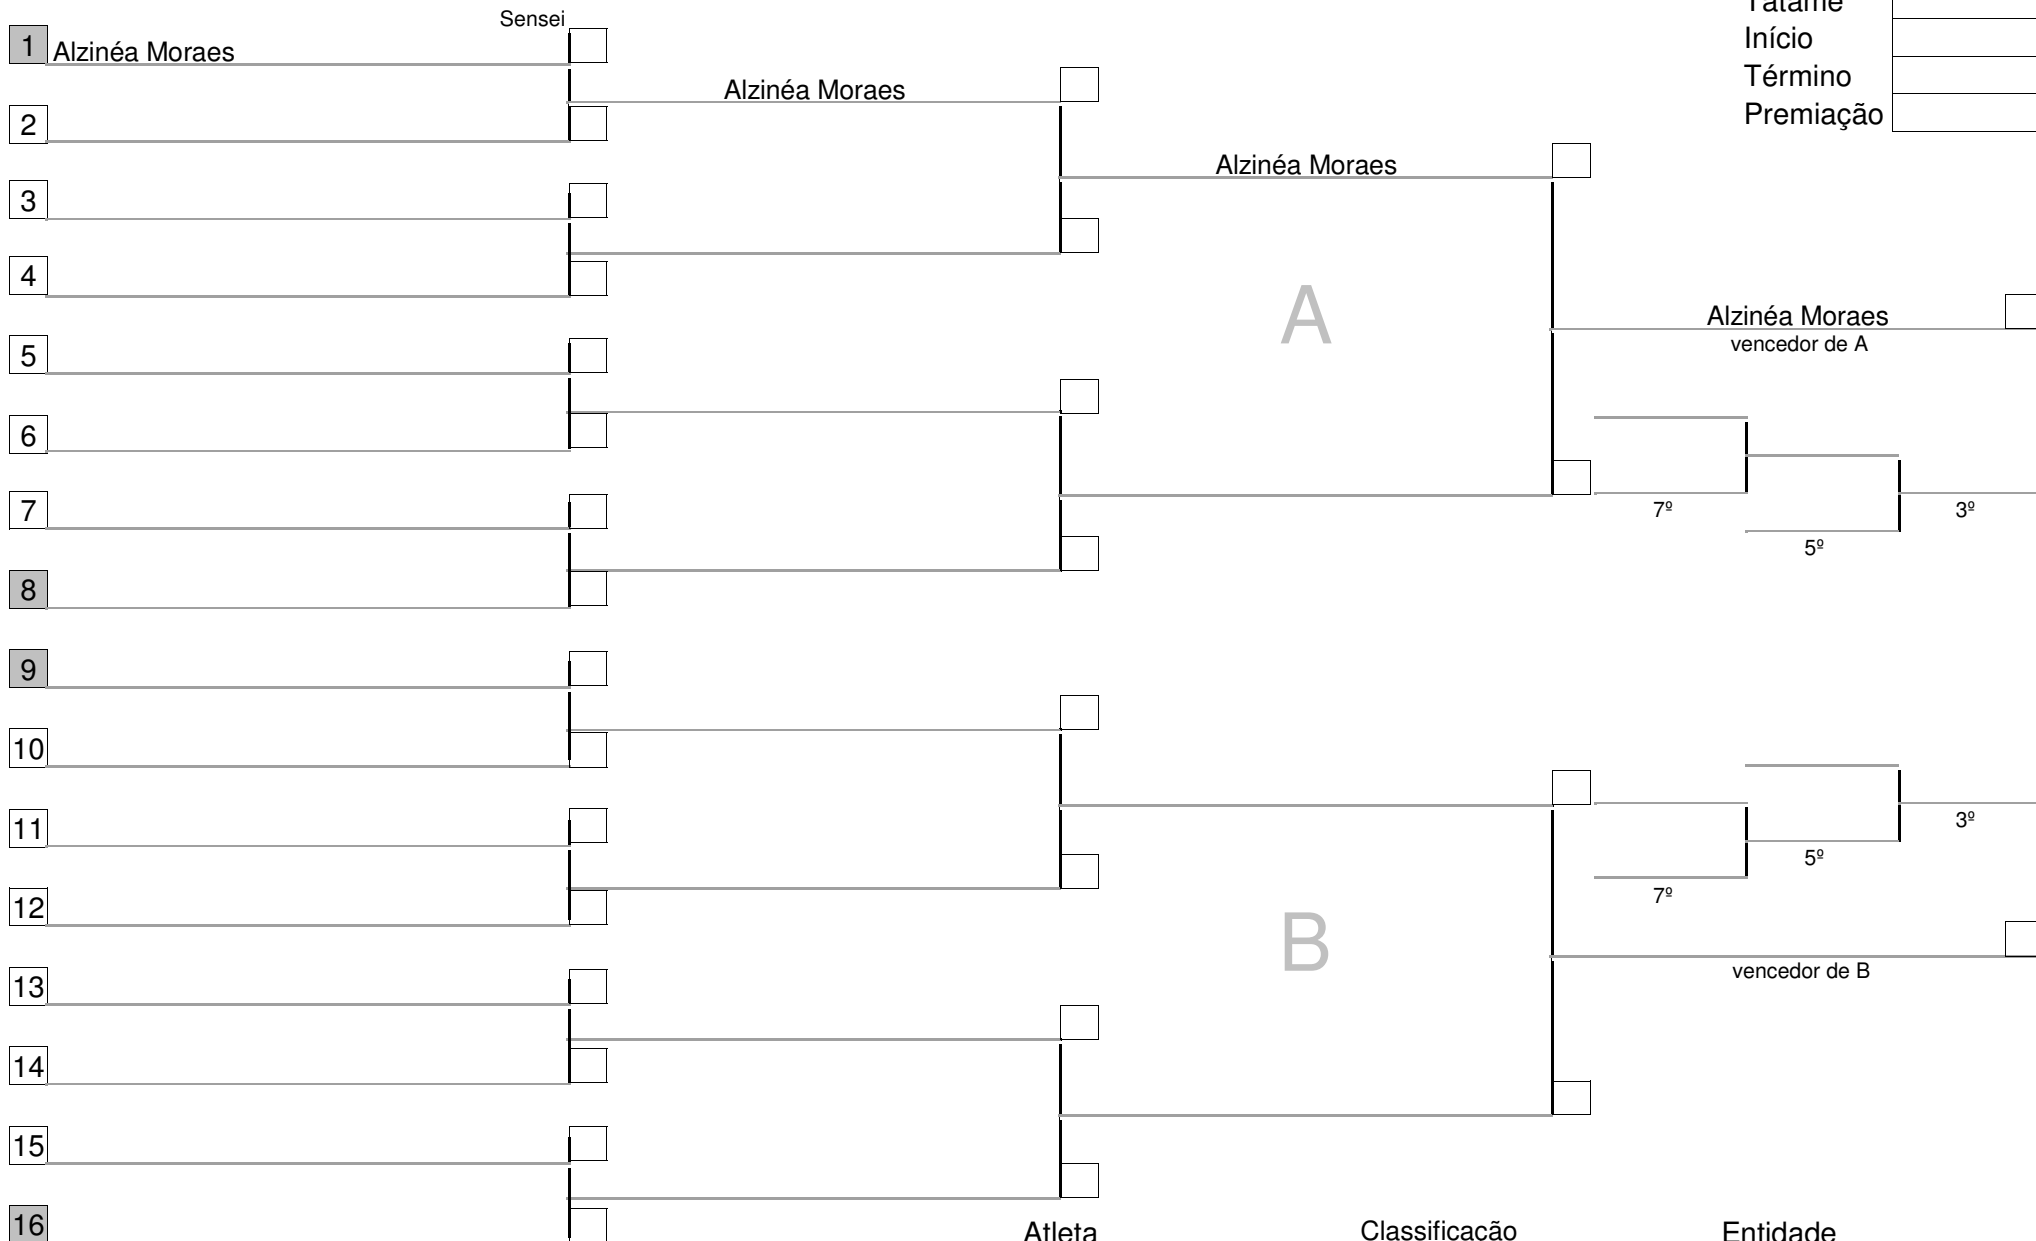 Sensei
Tatame
1 Alzinéa Moraes
Início
Alzinéa Moraes
Término
2
Premiação
Alzinéa Moraes
3
4
A
Alzinéa Moraes
vencedor de A
5
6
7
7º
3º
5º
8
9
10
11
3º
5º
12
7º
B
vencedor de B
13
14
15
16
Atleta
Classificação
Entidade